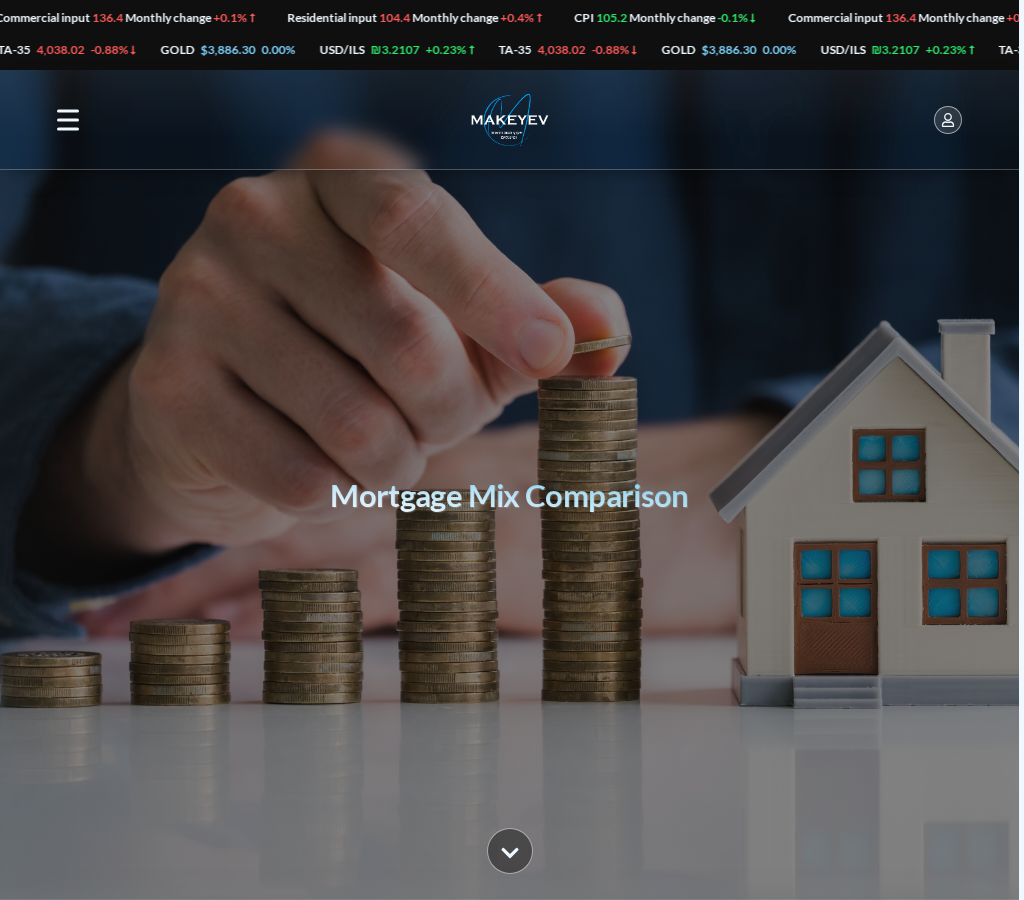 Commercial input 136.4 Monthly change +0.1% ↑ Residential input 104.4 Monthly change +0.4% ↑ CPI 105.2 Monthly change -0.1% ↓ Commercial input 136.4 Monthly change
TA-35 4,038.02 -0.88% ↓ GOLD $3,886.30 0.00% USD/ILS ₪3.2107 +0.23% ↑ TA-35 4,038.02 -0.88% ↓ GOLD $3,886.30 0.00% USD/ILS ₪3.2107 +0.23% ↑
MAKEYEV
Mortgage Mix Comparison